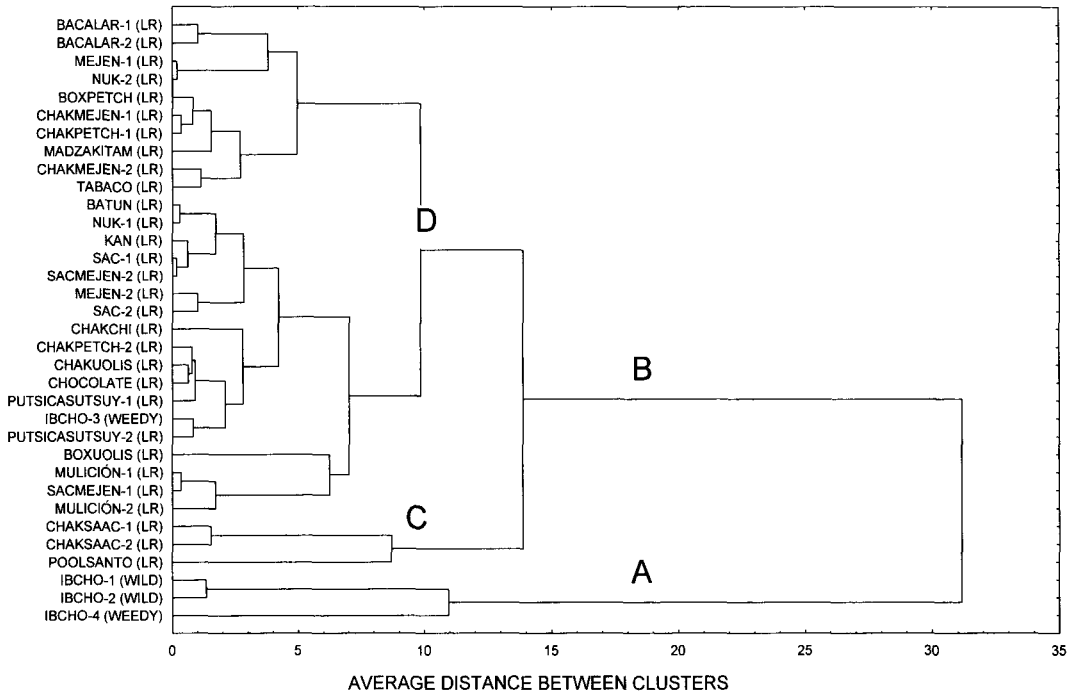 BACALAR-1 (LR)
BACALAR-2 (LR)
MEJEN-1 (LR)
NUK-2 (LR)
BOXPETCH (LR)
CHAKMEJEN-1 (LR)
CHAKPETCH-1 (LR)
MADZAKITAM (LR)
CHAKMEJEN-2 (LR)
TABACO (LR)
BATUN (LR)
NUK-1 (LR)
KAN (LR)
SAC-1 (LR)
SACMEJEN-2 (LR)
MEJEN-2 (LR)
SAC-2 (LR)
CHAKCHI (LR)
CHAKPETCH-2 (LR)
CHAKUOLIS (LR)
CHOCOLATE (LR)
PUTSICASUTSUY-1 (LR)
IBCHO-3 (WEEDY)
PUTSICASUTSUY-2 (LR)
BOXUOLIS (LR)
MULICIÓN-1 (LR)
SACMEJEN-1 (LR)
MULICIÓN-2 (LR)
CHAKSAAC-1 (LR)
CHAKSAAC-2 (LR)
POOLSANTO (LR)
IBCHO-1 (WILD)
IBCHO-2 (WILD)
IBCHO-4 (WEEDY)
D
B
C
A
0 5 10 15 20 25 30 35
AVERAGE DISTANCE BETWEEN CLUSTERS